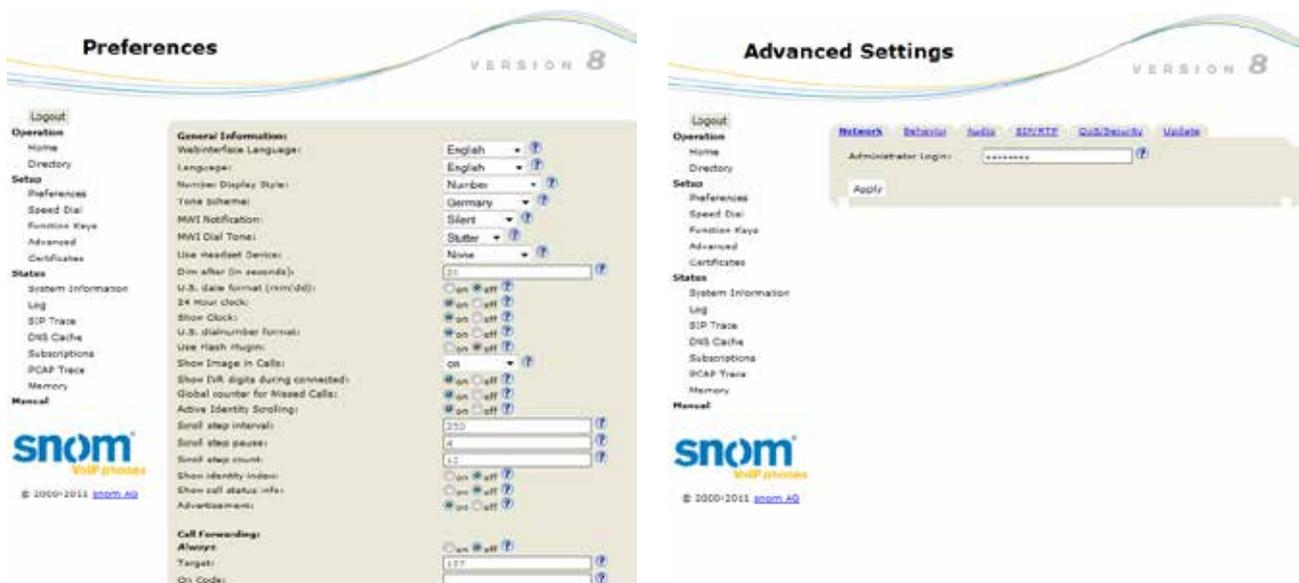 Preferences
VERSION 8
Logout
Operation
Home
Directory
Setup
Preferences
Speed Dial
Function Keys
Advanced
Certificates
Status
System Information
Log
SIP Trace
DNS Cache
Subscriptions
PCAP Trace
Memory
Manual
snom
VoIP phones
© 2000-2011 snom AG
General Information:
Webinterface Language: English
Language: English
Number Display Style: Number
Tone Scheme: Germany
MWI Notification: Silent
MWI Dial Tone: Stutter
Use Headset Device: None
Dim after (in seconds): 20
U.S. date format (mm/dd): on off
24 Hour clock: on off
Show Clock: on off
U.S. dialnumber format: on off
Use Flash Plugin: on off
Show Image in Calls: on
Show IVR digits during connected: on off
Global counter for Missed Calls: on off
Active Identity Scrolling: on off
Scroll step interval: 250
Scroll step pause: 4
Scroll step count:
Show identity index: on off
Show call status info: on off
Advertisement: on off
Call Forwarding:
Always on off
Target:
On Code:
Advanced Settings
VERSION 8
Logout
Operation
Home
Directory
Setup
Preferences
Speed Dial
Function Keys
Advanced
Certificates
Status
System Information
Log
SIP Trace
DNS Cache
Subscriptions
PCAP Trace
Memory
Manual
snom
VoIP phones
© 2000-2011 snom AG
Network Behavior Audio SIP/RTP QoS/Security Update
Administrator Login: ••••••••
Apply